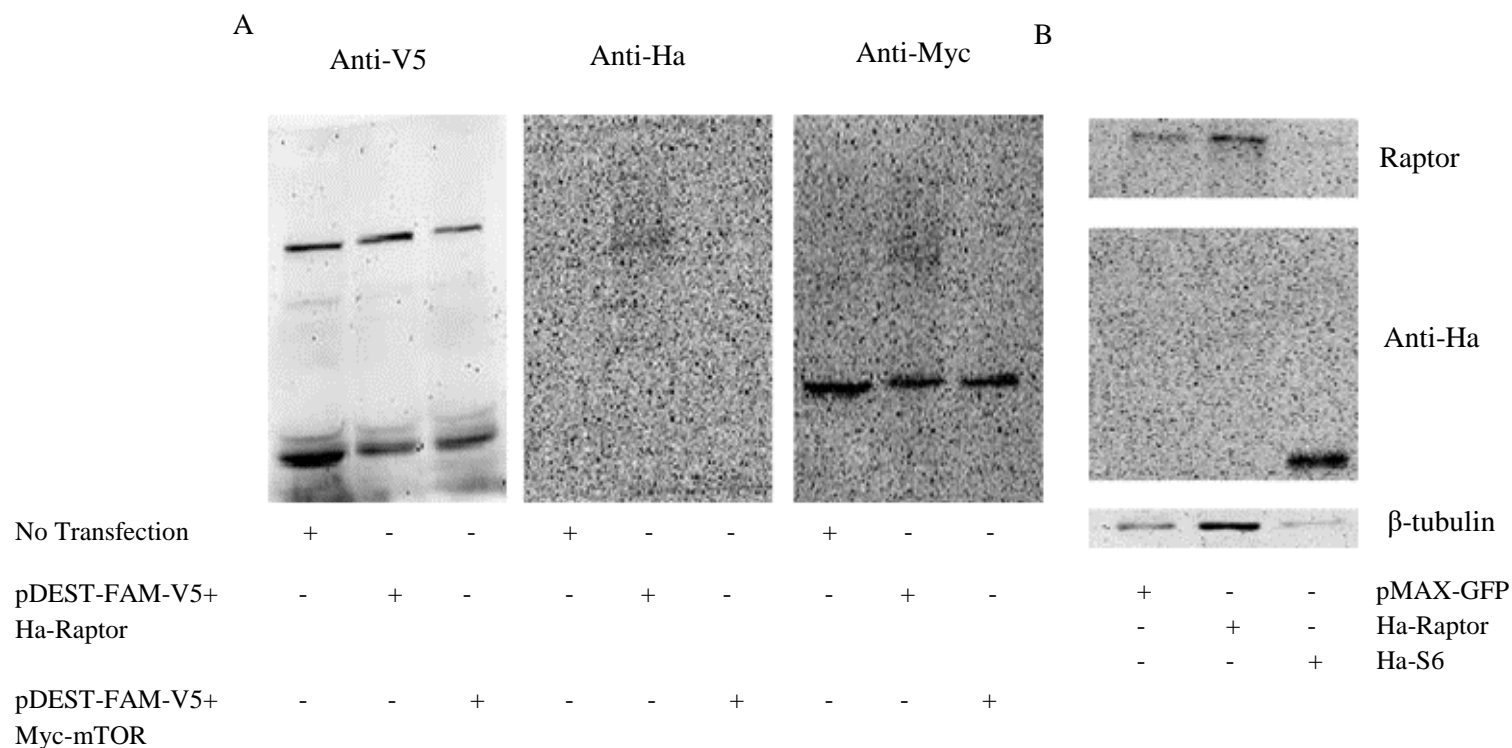 A
B
Anti-V5
Anti-Ha
Anti-Myc
Raptor
Anti-Ha
β-tubulin
No Transfection + - - + - - + - -
pDEST-FAM-V5+ - + - - + - - + -
Ha-Raptor
pDEST-FAM-V5+ - - + - - + - - +
Myc-mTOR
+ - - pMAX-GFP
- + - Ha-Raptor
- - + Ha-S6